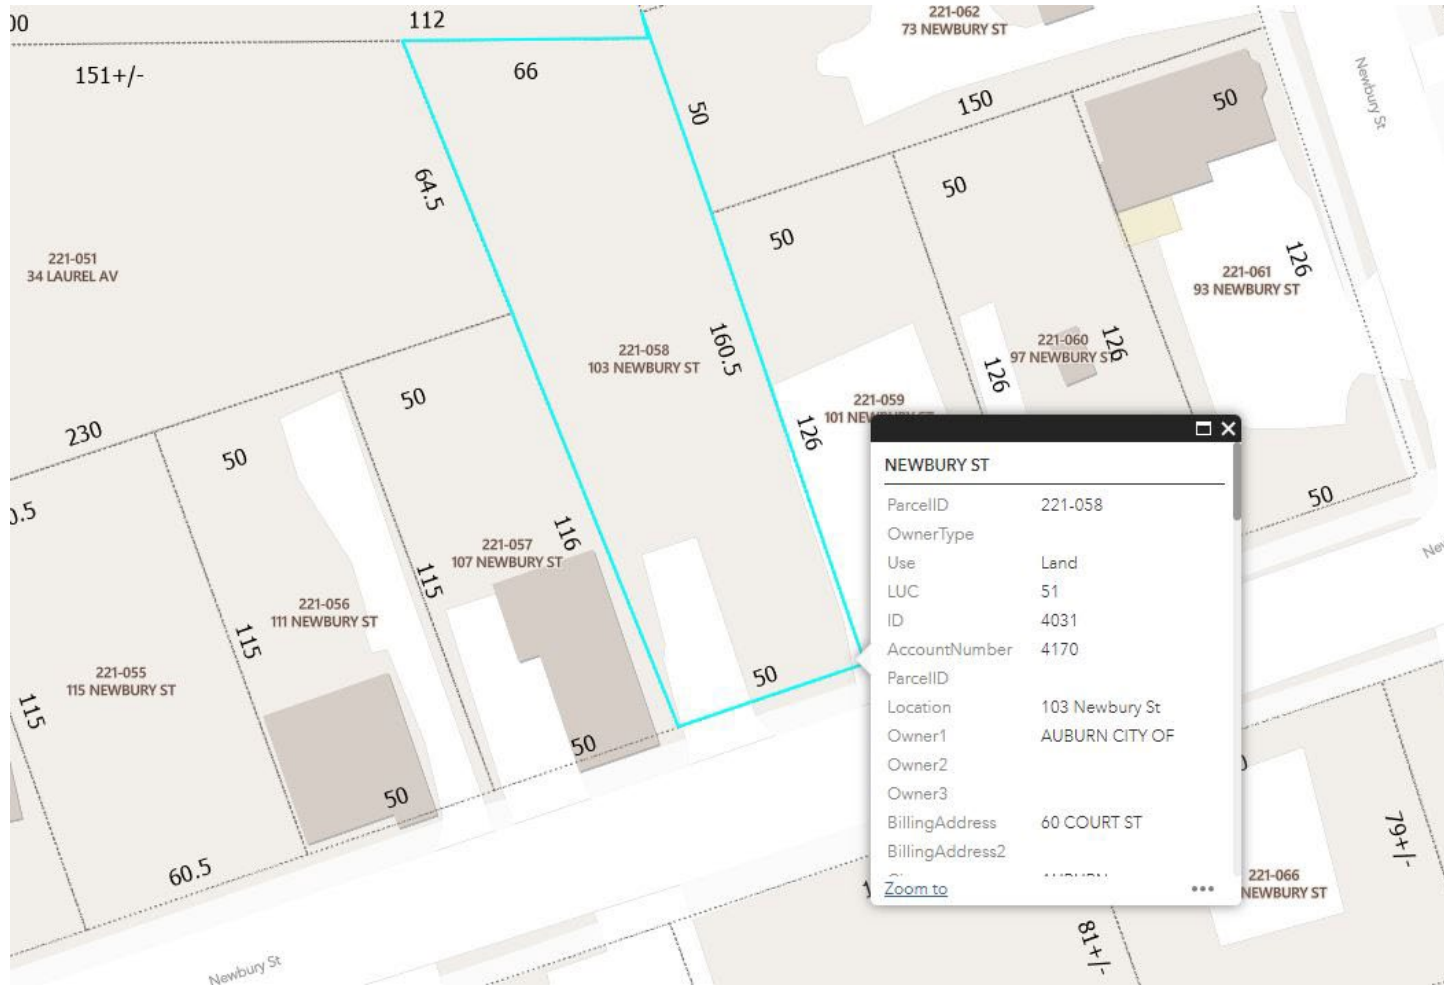 00
112
221-062
73 NEWBURY ST
151+/-
66
50
150
50
Newbury St
64.5
50
50
221-051
34 LAUREL AV
126
221-061
93 NEWBURY ST
221-058
103 NEWBURY ST
160.5
221-060
97 NEWBURY ST
126
126
50
221-059
101 NEWBURY ST
126
230
50
50
0.5
116
221-057
107 NEWBURY ST
115
221-056
111 NEWBURY ST
115
221-055
115 NEWBURY ST
115
50
50
50
60.5
Newbury St
NEWBURY ST
ParcelID 221-058
OwnerType
Use Land
LUC 51
ID 4031
AccountNumber 4170
ParcelID
Location 103 Newbury St
Owner1 AUBURN CITY OF
Owner2
Owner3
BillingAddress 60 COURT ST
BillingAddress2
Zoom to
221-066
NEWBURY ST
79+/-
81+/-